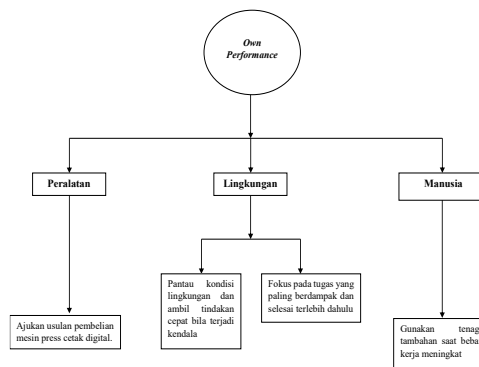 Own
Performance
Peralatan
Lingkungan
Manusia
Pantau kondisi
lingkungan dan
ambil tindakan
cepat bila terjadi
kendala
Fokus pada tugas yang
paling berdampak dan
selesai terlebih dahulu
Ajukan usulan pembelian
mesin press cetak digital.
Gunakan tenag
tambahan saat beba
kerja meningkat